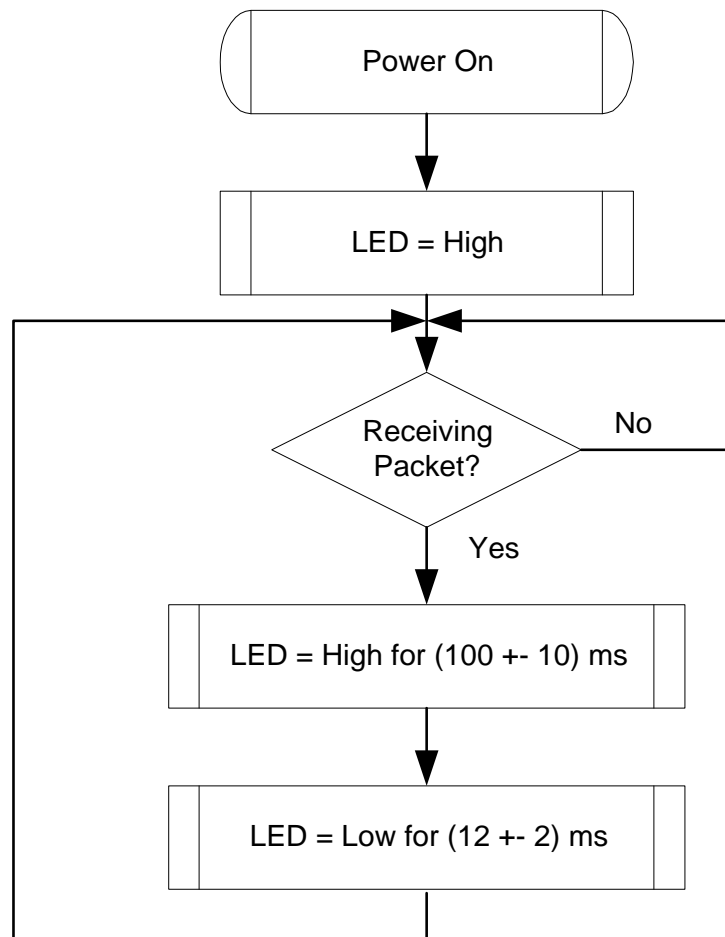 Power On
LED = High
Receiving
Packet?
No
Yes
LED = High for (100 +- 10) ms
LED = Low for (12 +- 2) ms